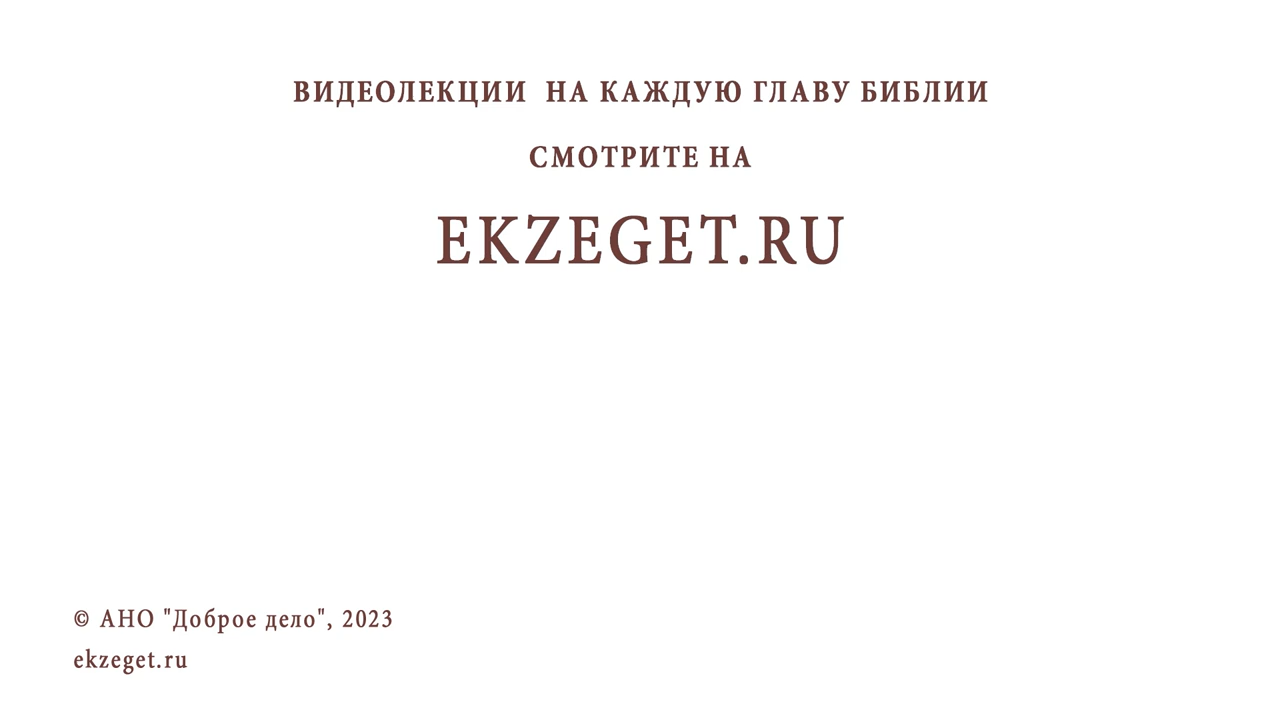 ВИДЕОЛЕКЦИИ НА КАЖДУЮ ГЛАВУ БИБЛИИ
СМОТРИТЕ НА
EKZEGET.RU
© АНО "Доброе дело", 2023
ekzeget.ru